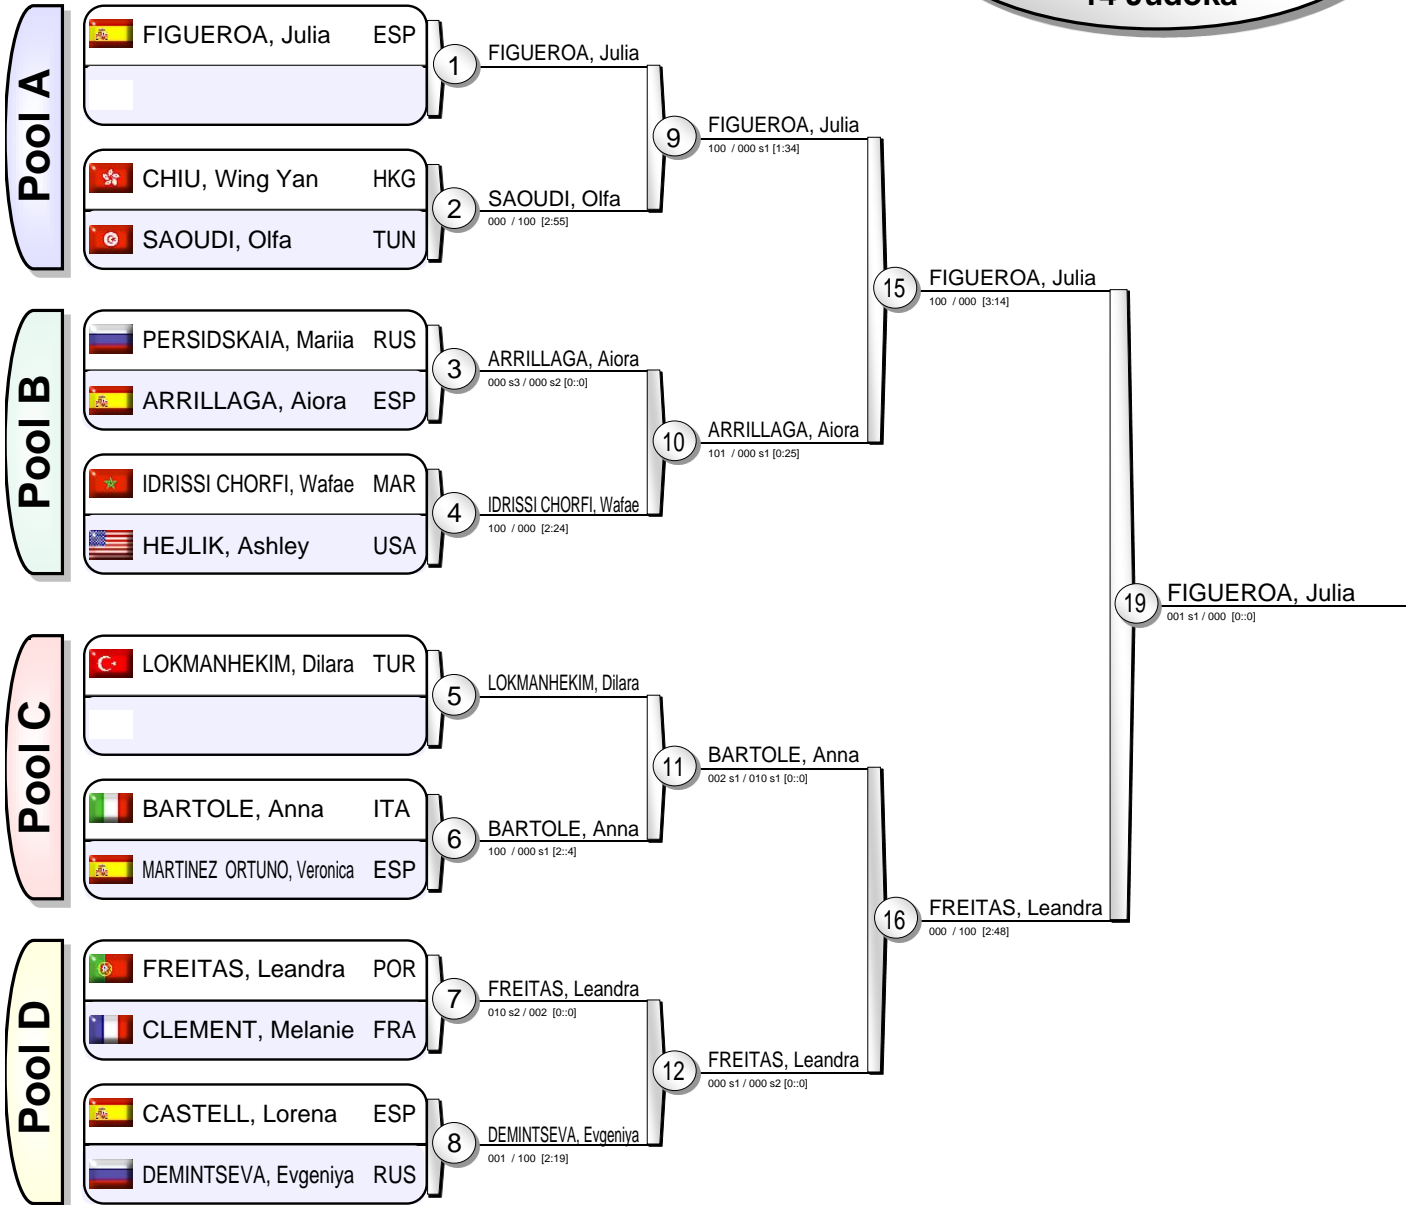 14 Judoka
Pool A
FIGUEROA, Julia ESP
CHIU, Wing Yan HKG
SAOUDI, Olfa TUN
1
FIGUEROA, Julia
2
SAOUDI, Olfa
000 / 100 [2:55]
9
FIGUEROA, Julia
100 / 000 s1 [1:34]
Pool B
PERSIDSKAIA, Mariia RUS
ARRILLAGA, Aiora ESP
IDRISSI CHORFI, Wafae MAR
HEJLIK, Ashley USA
3
ARRILLAGA, Aiora
000 s3 / 000 s2 [0::0]
4
IDRISSI CHORFI, Wafae
100 / 000 [2:24]
10
ARRILLAGA, Aiora
101 / 000 s1 [0:25]
15
FIGUEROA, Julia
100 / 000 [3:14]
Pool C
LOKMANHEKIM, Dilara TUR
BARTOLE, Anna ITA
MARTINEZ ORTUNO, Veronica ESP
5
LOKMANHEKIM, Dilara
6
BARTOLE, Anna
100 / 000 s1 [2::4]
11
BARTOLE, Anna
002 s1 / 010 s1 [0::0]
Pool D
FREITAS, Leandra POR
CLEMENT, Melanie FRA
CASTELL, Lorena ESP
DEMINTSEVA, Evgeniya RUS
7
FREITAS, Leandra
010 s2 / 002 [0::0]
8
DEMINTSEVA, Evgeniya
001 / 100 [2:19]
12
FREITAS, Leandra
000 s1 / 000 s2 [0::0]
16
FREITAS, Leandra
000 / 100 [2:48]
19
FIGUEROA, Julia
001 s1 / 000 [0::0]